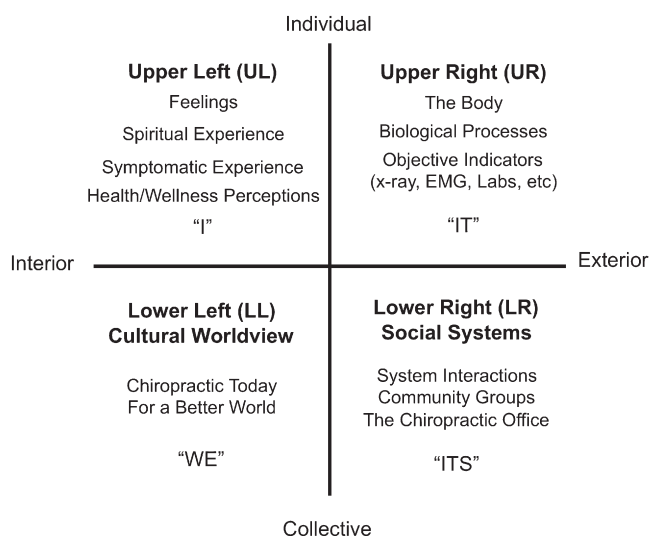 Individual
Upper Left (UL)
Feelings
Spiritual Experience
Symptomatic Experience
Health/Wellness Perceptions
“I”
Upper Right (UR)
The Body
Biological Processes
Objective Indicators
(x-ray, EMG, Labs, etc)
“IT”
Interior
Exterior
Lower Left (LL)
Cultural Worldview
Chiropractic Today
For a Better World
“WE”
Lower Right (LR)
Social Systems
System Interactions
Community Groups
The Chiropractic Office
“ITS”
Collective